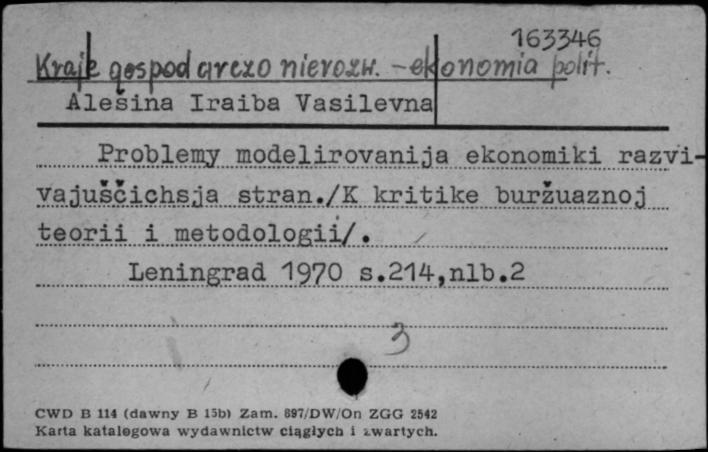 163346
Kraje gospodarczo nierozw. - ekonomia polit.
Alešina Iraiba Vasilevna
Problemy modelirovanija ekonomiki razvi-
vajuščichsja stran./K kritike buržuaznoj
teorii i metodologii/.
Leningrad 1970 s.214,nlb.2
3
CWD B 114 (dawny B 15b) Zam. 697/DW/On ZGG 2542
Karta katalogowa wydawnictw ciągłych i zwartych.